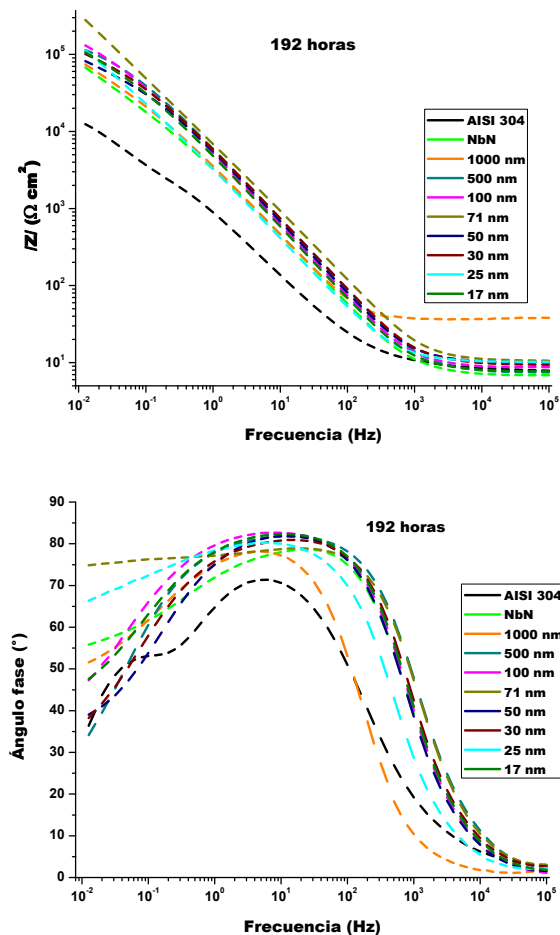 192 horas
10⁵
10⁴
10³
10²
10¹
/Z/ (Ω cm²)
AISI 304
NbN
1000 nm
500 nm
100 nm
71 nm
50 nm
30 nm
25 nm
17 nm
10⁻² 10⁻¹ 10⁰ 10¹ 10² 10³ 10⁴ 10⁵
Frecuencia (Hz)
192 horas
90
80
70
60
50
40
30
20
10
0
Ángulo fase (°)
AISI 304
NbN
1000 nm
500 nm
100 nm
71 nm
50 nm
30 nm
25 nm
17 nm
10⁻² 10⁻¹ 10⁰ 10¹ 10² 10³ 10⁴ 10⁵
Frecuencia (Hz)